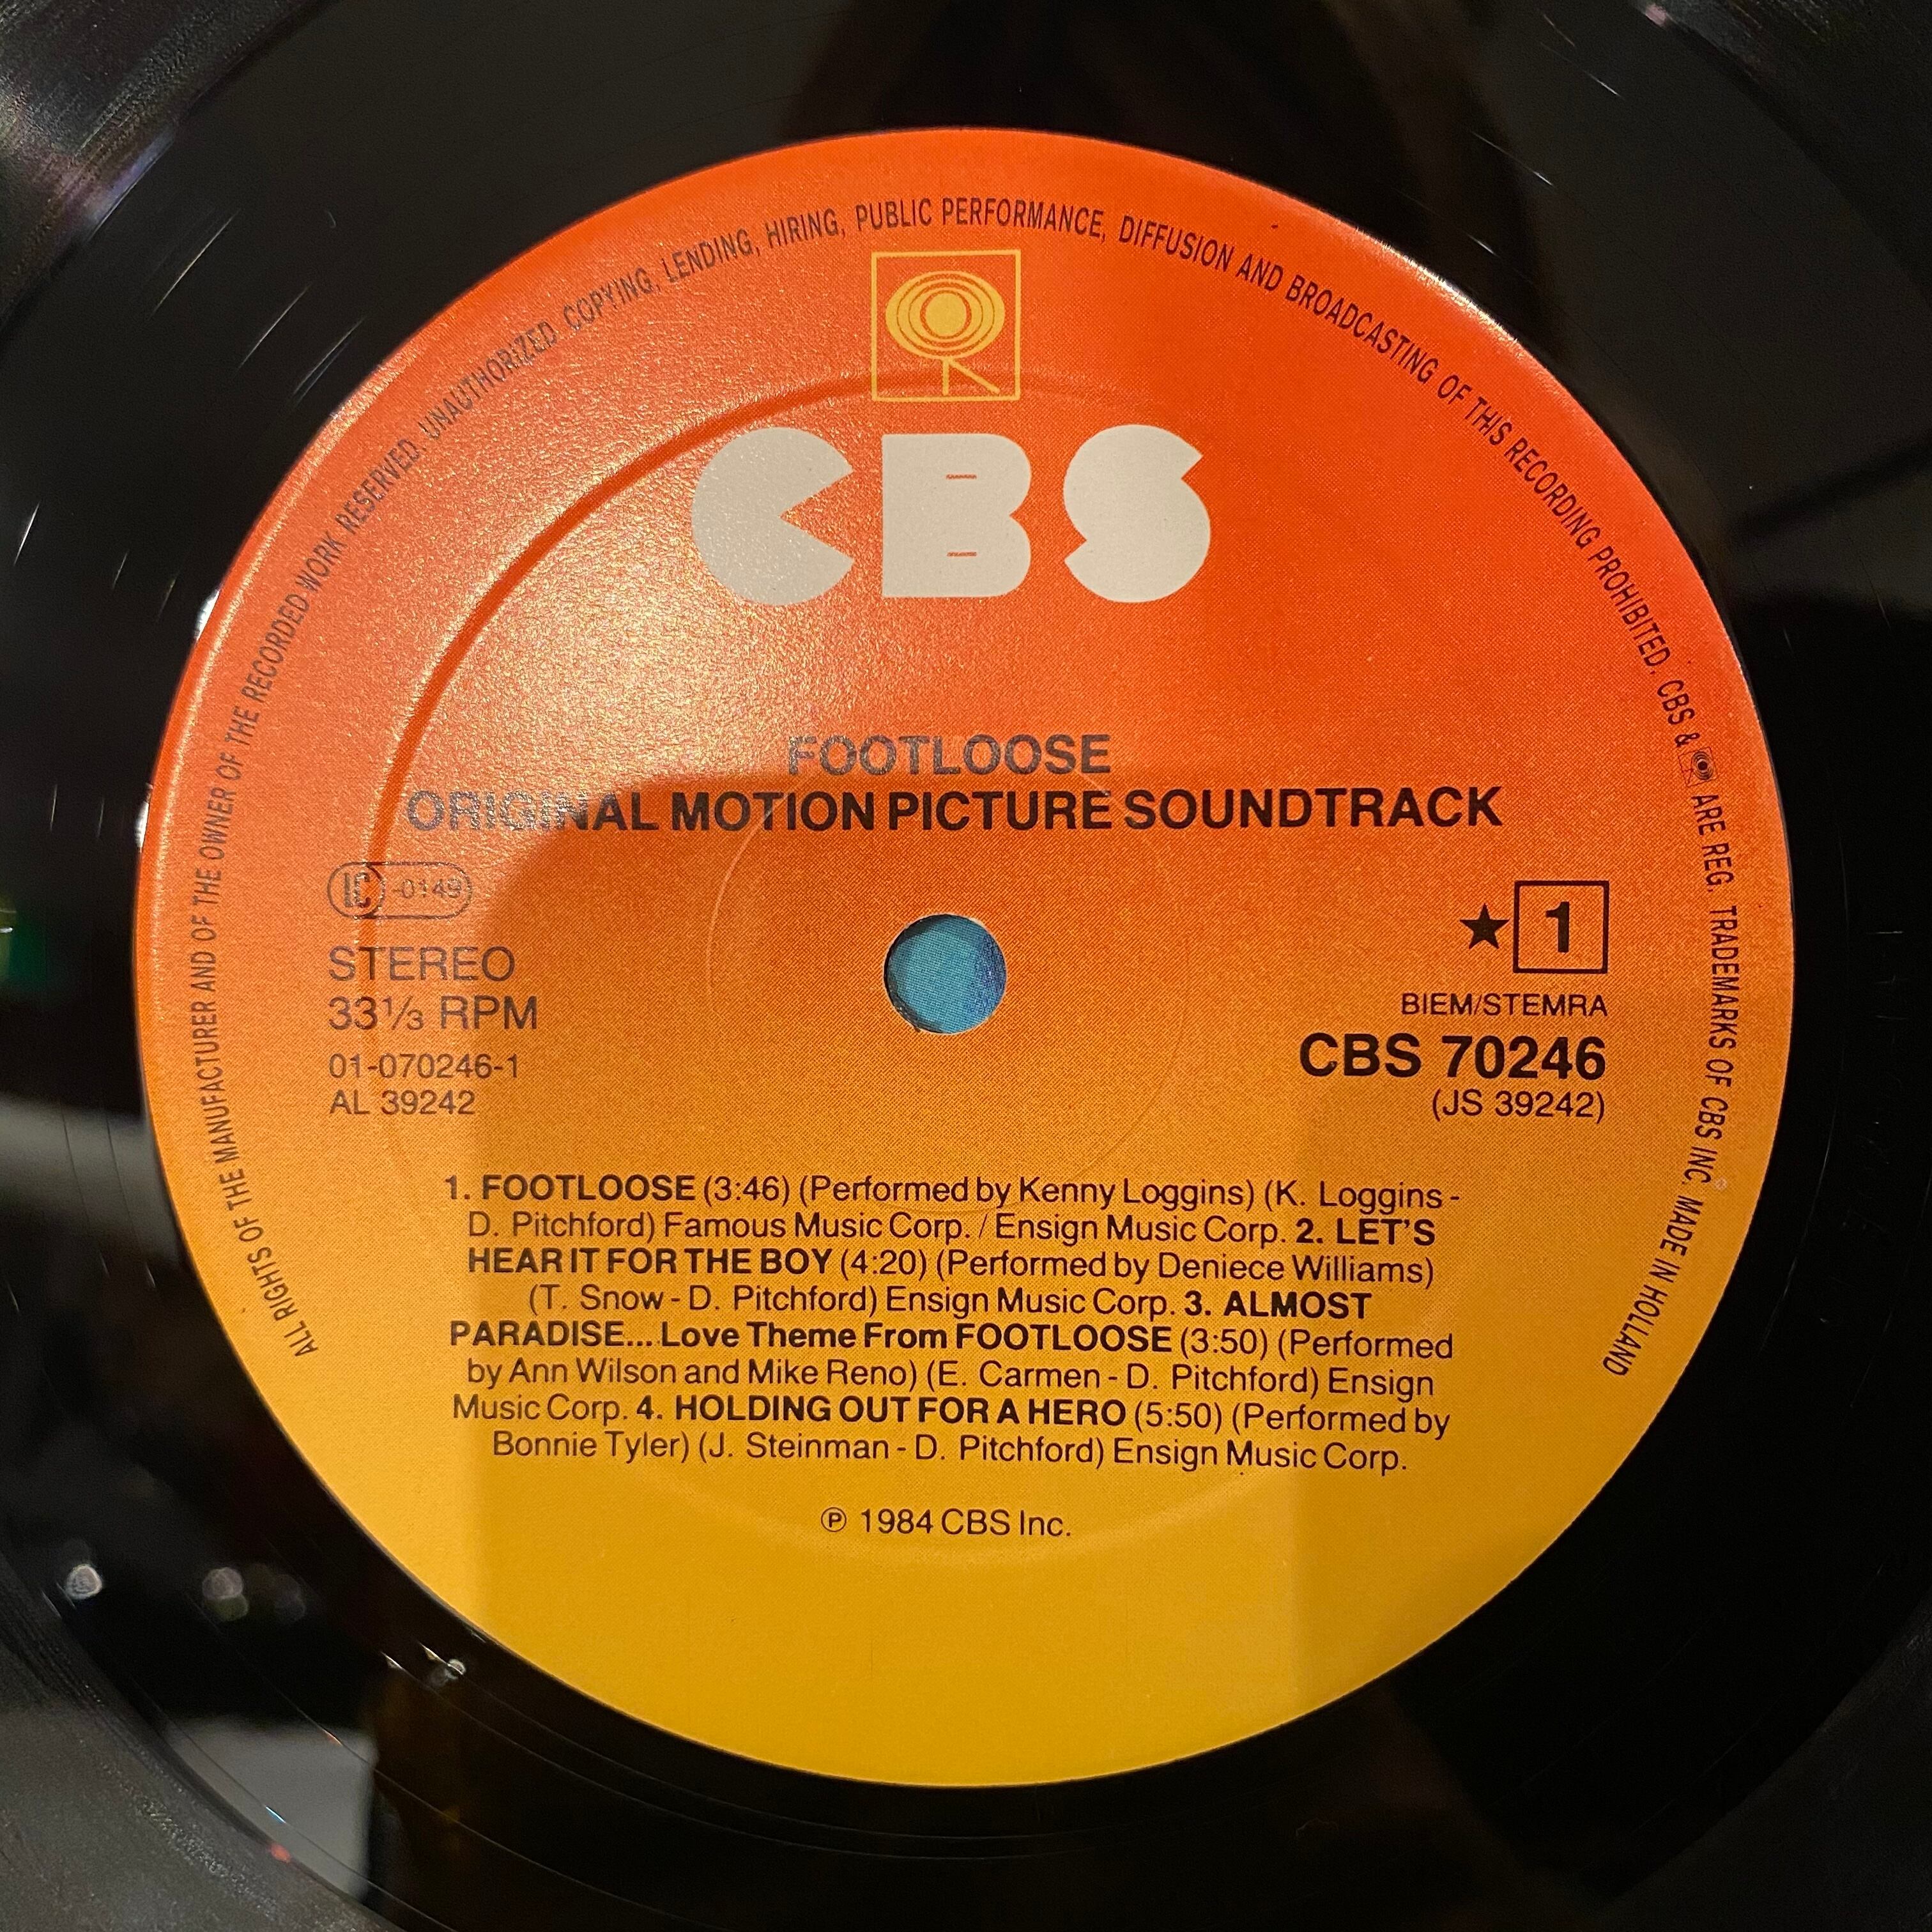 ALL RIGHTS OF THE MANUFACTURER AND OF THE OWNER OF THE RECORDED WORK RESERVED. UNAUTHORIZED COPYING, LENDING, HIRING, PUBLIC PERFORMANCE, DIFFUSION AND BROADCASTING OF THIS RECORDING PROHIBITED. CBS & ARE REG. TRADEMARKS OF CBS INC. MADE IN HOLLAND
CBS
FOOTLOOSE
ORIGINAL MOTION PICTURE SOUNDTRACK
LC -0149
STEREO
33⅓ RPM
01-070246-1
AL 39242
★ 1
BIEM/STEMRA
CBS 70246
(JS 39242)
1. FOOTLOOSE (3:46) (Performed by Kenny Loggins) (K. Loggins -
D. Pitchford) Famous Music Corp. / Ensign Music Corp. 2. LET'S
HEAR IT FOR THE BOY (4:20) (Performed by Deniece Williams)
(T. Snow - D. Pitchford) Ensign Music Corp. 3. ALMOST
PARADISE... Love Theme From FOOTLOOSE (3:50) (Performed
by Ann Wilson and Mike Reno) (E. Carmen - D. Pitchford) Ensign
Music Corp. 4. HOLDING OUT FOR A HERO (5:50) (Performed by
Bonnie Tyler) (J. Steinman - D. Pitchford) Ensign Music Corp.
℗ 1984 CBS Inc.